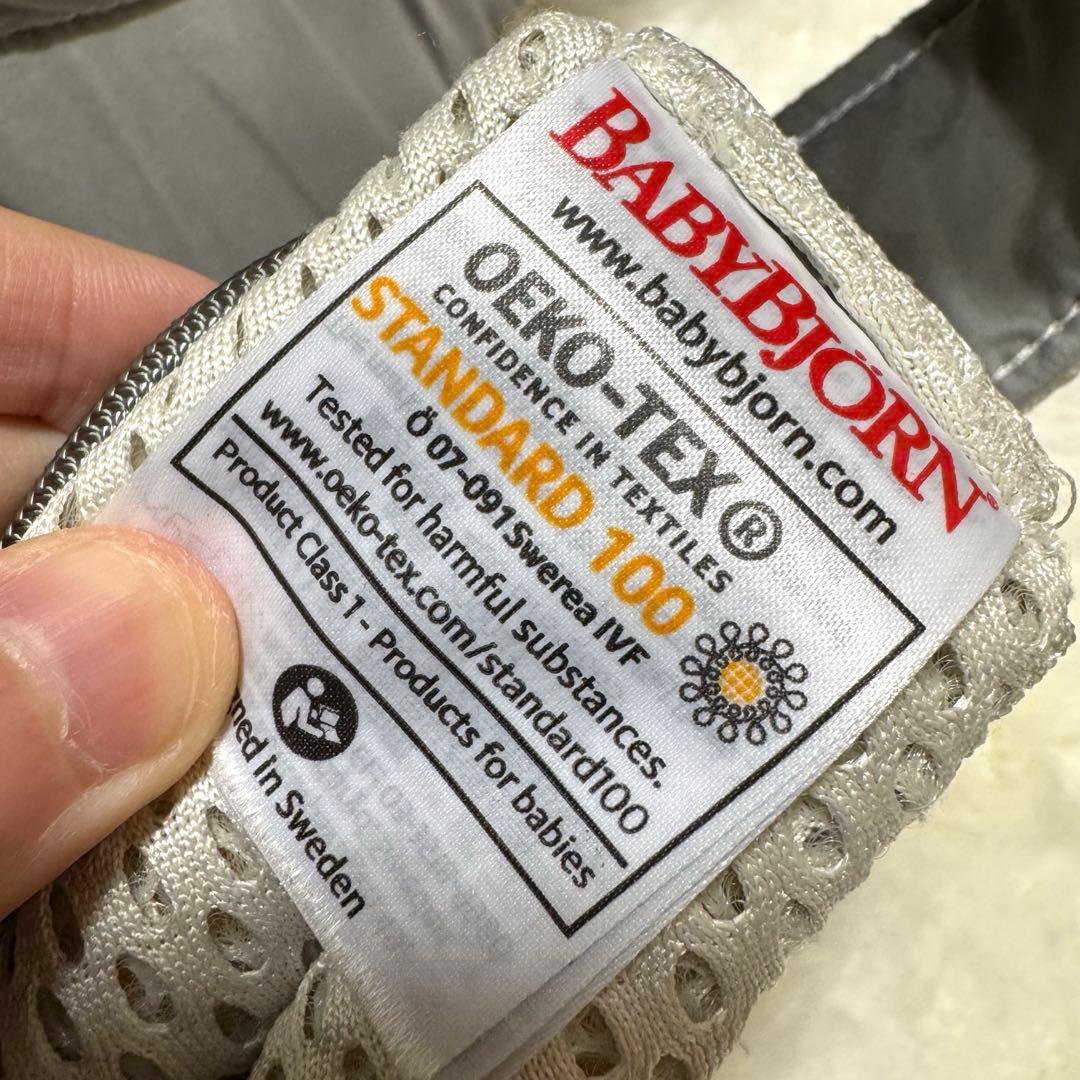 BABYBJÖRN®
www.babybjorn.com
OEKO-TEX®
CONFIDENCE IN TEXTILES
STANDARD 100
ö 07-091 Swerea IVF
Tested for harmful substances.
www.oeko-tex.com/standard100
Product Class 1 - Products for babies
ned in Sweden